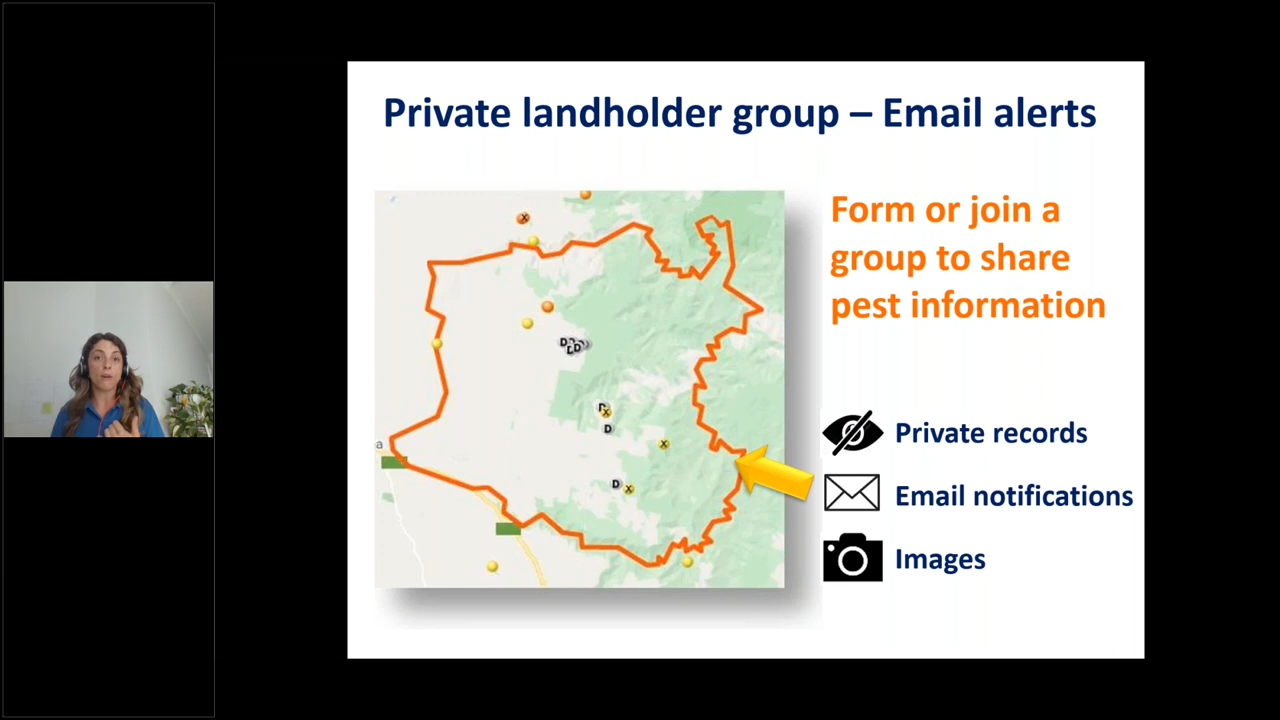 Private landholder group – Email alerts
Form or join a
group to share
pest information
X
D D
D D
D X
D
X
D X
a
Private records
Email notifications
Images